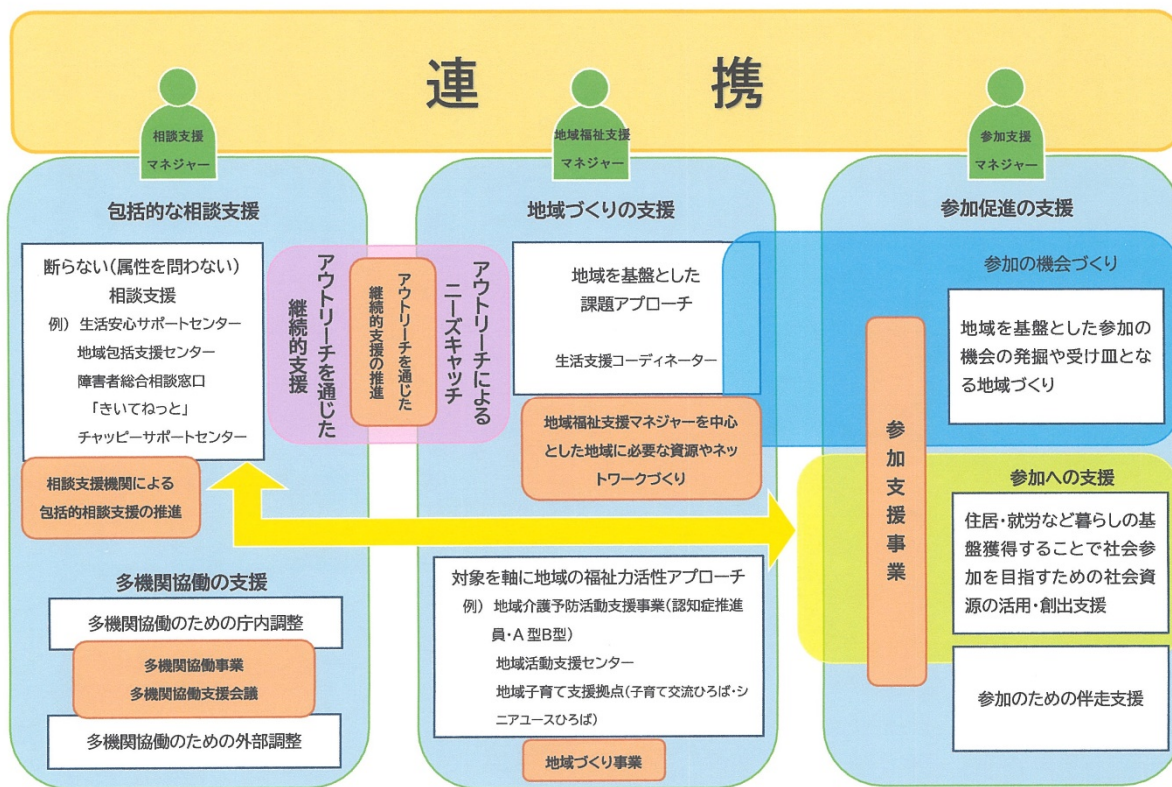 連携
相談支援
マネジャー
地域福祉支援
マネジャー
参加支援
マネジャー
包括的な相談支援
断らない(属性を問わない)
相談支援
例) 生活安心サポートセンター
地域包括支援センター
障害者総合相談窓口
「きいてねっと」
チャッピーサポートセンター
相談支援機関による
包括的相談支援の推進
多機関協働の支援
多機関協働のための庁内調整
多機関協働事業
多機関協働支援会議
多機関協働のための外部調整
アウトリーチを通じた
継続的支援
アウトリーチを通じた
継続的支援の推進
アウトリーチによる
ニーズキャッチ
地域づくりの支援
地域を基盤とした
課題アプローチ
生活支援コーディネーター
地域福祉支援マネジャーを中心
とした地域に必要な資源やネッ
トワークづくり
対象を軸に地域の福祉力活性アプローチ
例) 地域介護予防活動支援事業(認知症推進
員・A型B型)
地域活動支援センター
地域子育て支援拠点(子育て交流ひろば・シ
ニアユースひろば)
地域づくり事業
参加促進の支援
参加の機会づくり
地域を基盤とした参加の
機会の発掘や受け皿とな
る地域づくり
参加支援事業
参加への支援
住居・就労など暮らしの基
盤獲得することで社会参
加を目指すための社会資
源の活用・創出支援
参加のための伴走支援